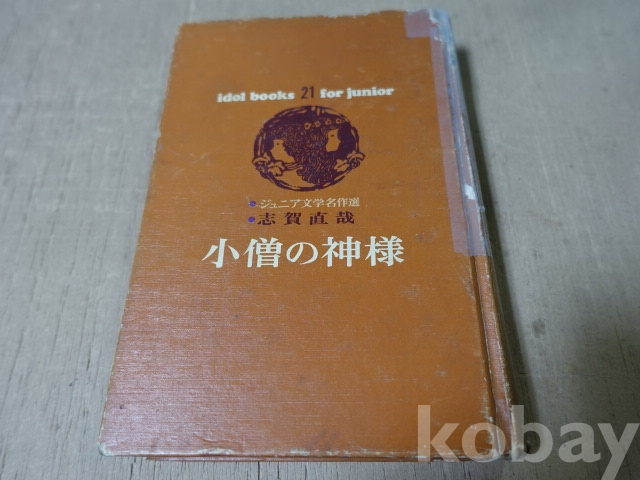 idol books 21 for junior
●ジュニア文学名作選
●志賀直哉
小僧の神様
kobay